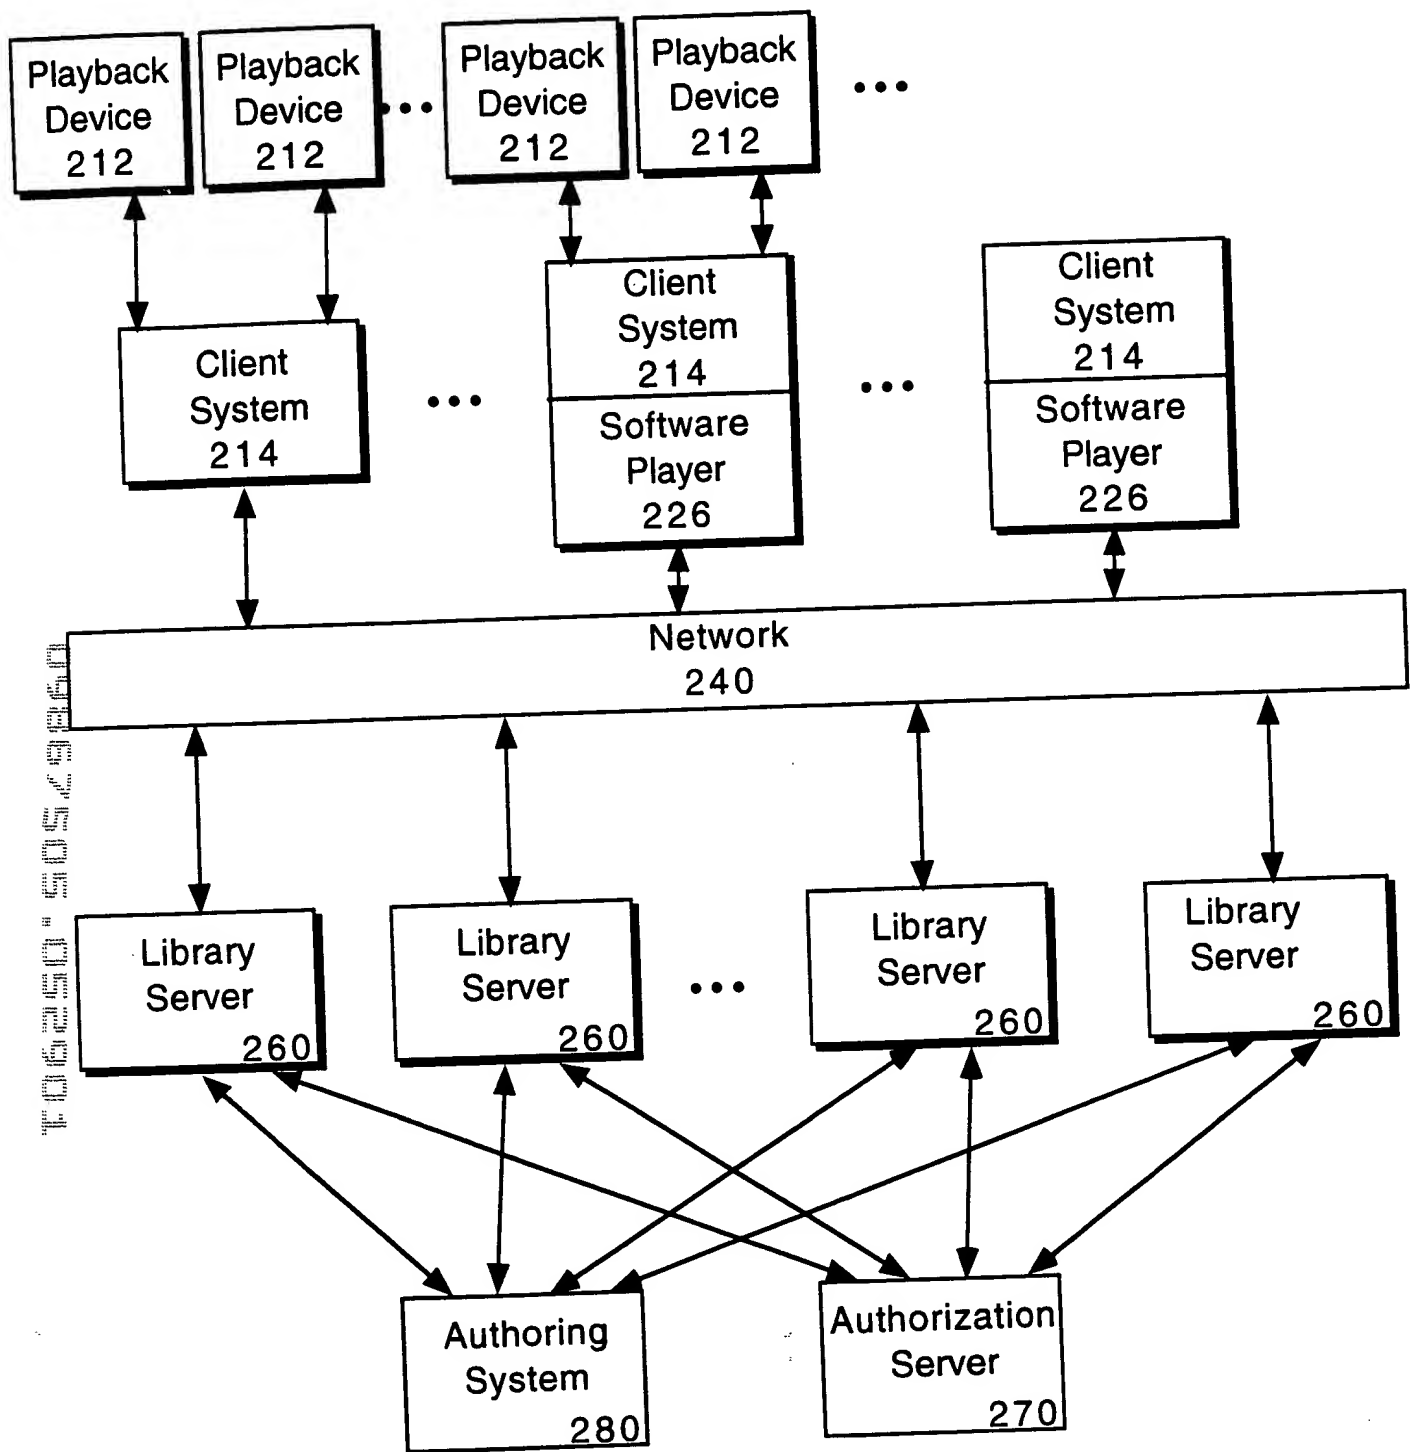 Playback
Device
212
Playback
Device
212
•••
Playback
Device
212
Playback
Device
212
•••
Client
System
214
•••
Client
System
214
Software
Player
226
•••
Client
System
214
Software
Player
226
Network
240
Library
Server
260
Library
Server
260
•••
Library
Server
260
Library
Server
260
Authoring
System
280
Authorization
Server
270
09867505.052901